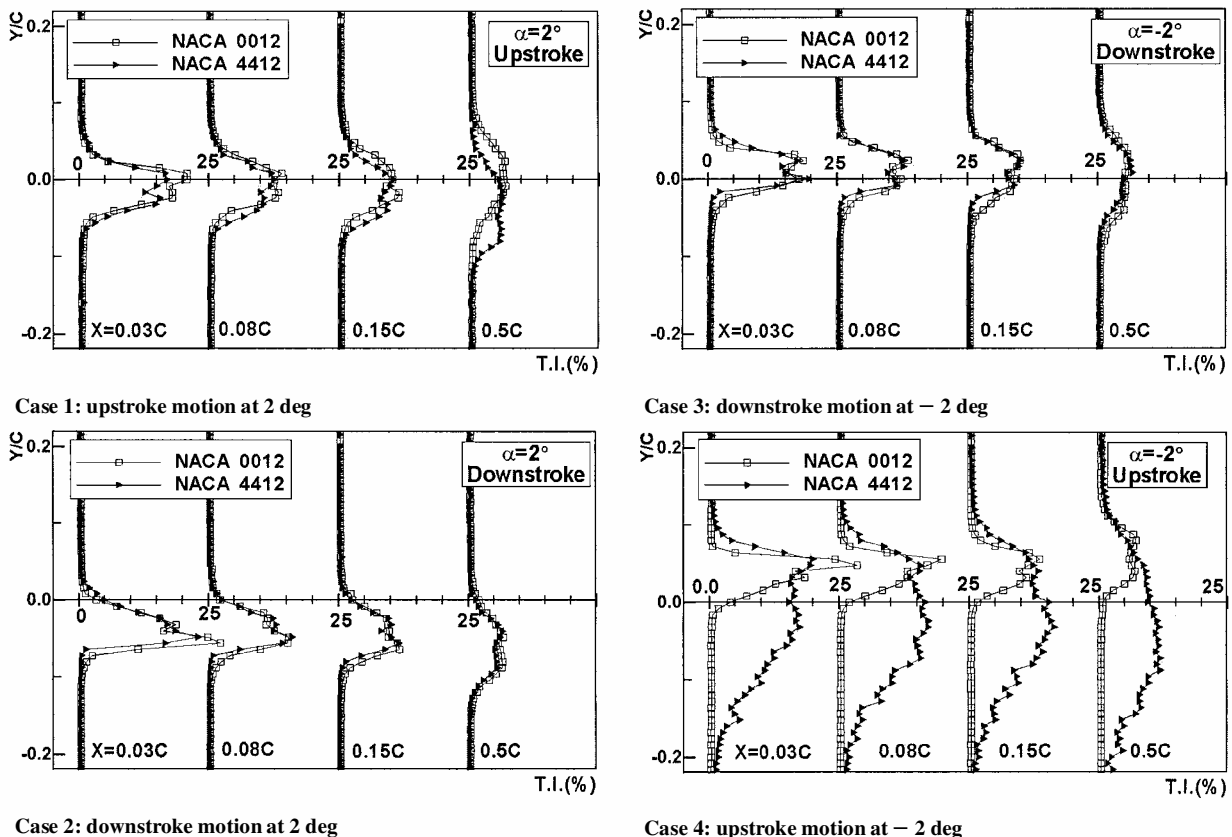 Y/C
0.2
NACA 0012
NACA 4412
α=2°
Upstroke
0 25 25 25
0.0
-0.2
X=0.03C 0.08C 0.15C 0.5C
T.I.(%)
Case 1: upstroke motion at 2 deg
Y/C
0.2
NACA 0012
NACA 4412
α=-2°
Downstroke
0 25 25 25
0.0
-0.2
X=0.03C 0.08C 0.15C 0.5C
T.I.(%)
Case 3: downstroke motion at − 2 deg
Y/C
0.2
NACA 0012
NACA 4412
α=2°
Downstroke
0.0
0 25 25 25
-0.2
X=0.03C 0.08C 0.15C 0.5C
T.I.(%)
Case 2: downstroke motion at 2 deg
Y/C
0.2
NACA 0012
NACA 4412
α=-2°
Upstroke
0.0 25 25 25 25
0.0
-0.2
X=0.03C 0.08C 0.15C 0.5C
T.I.(%)
Case 4: upstroke motion at − 2 deg